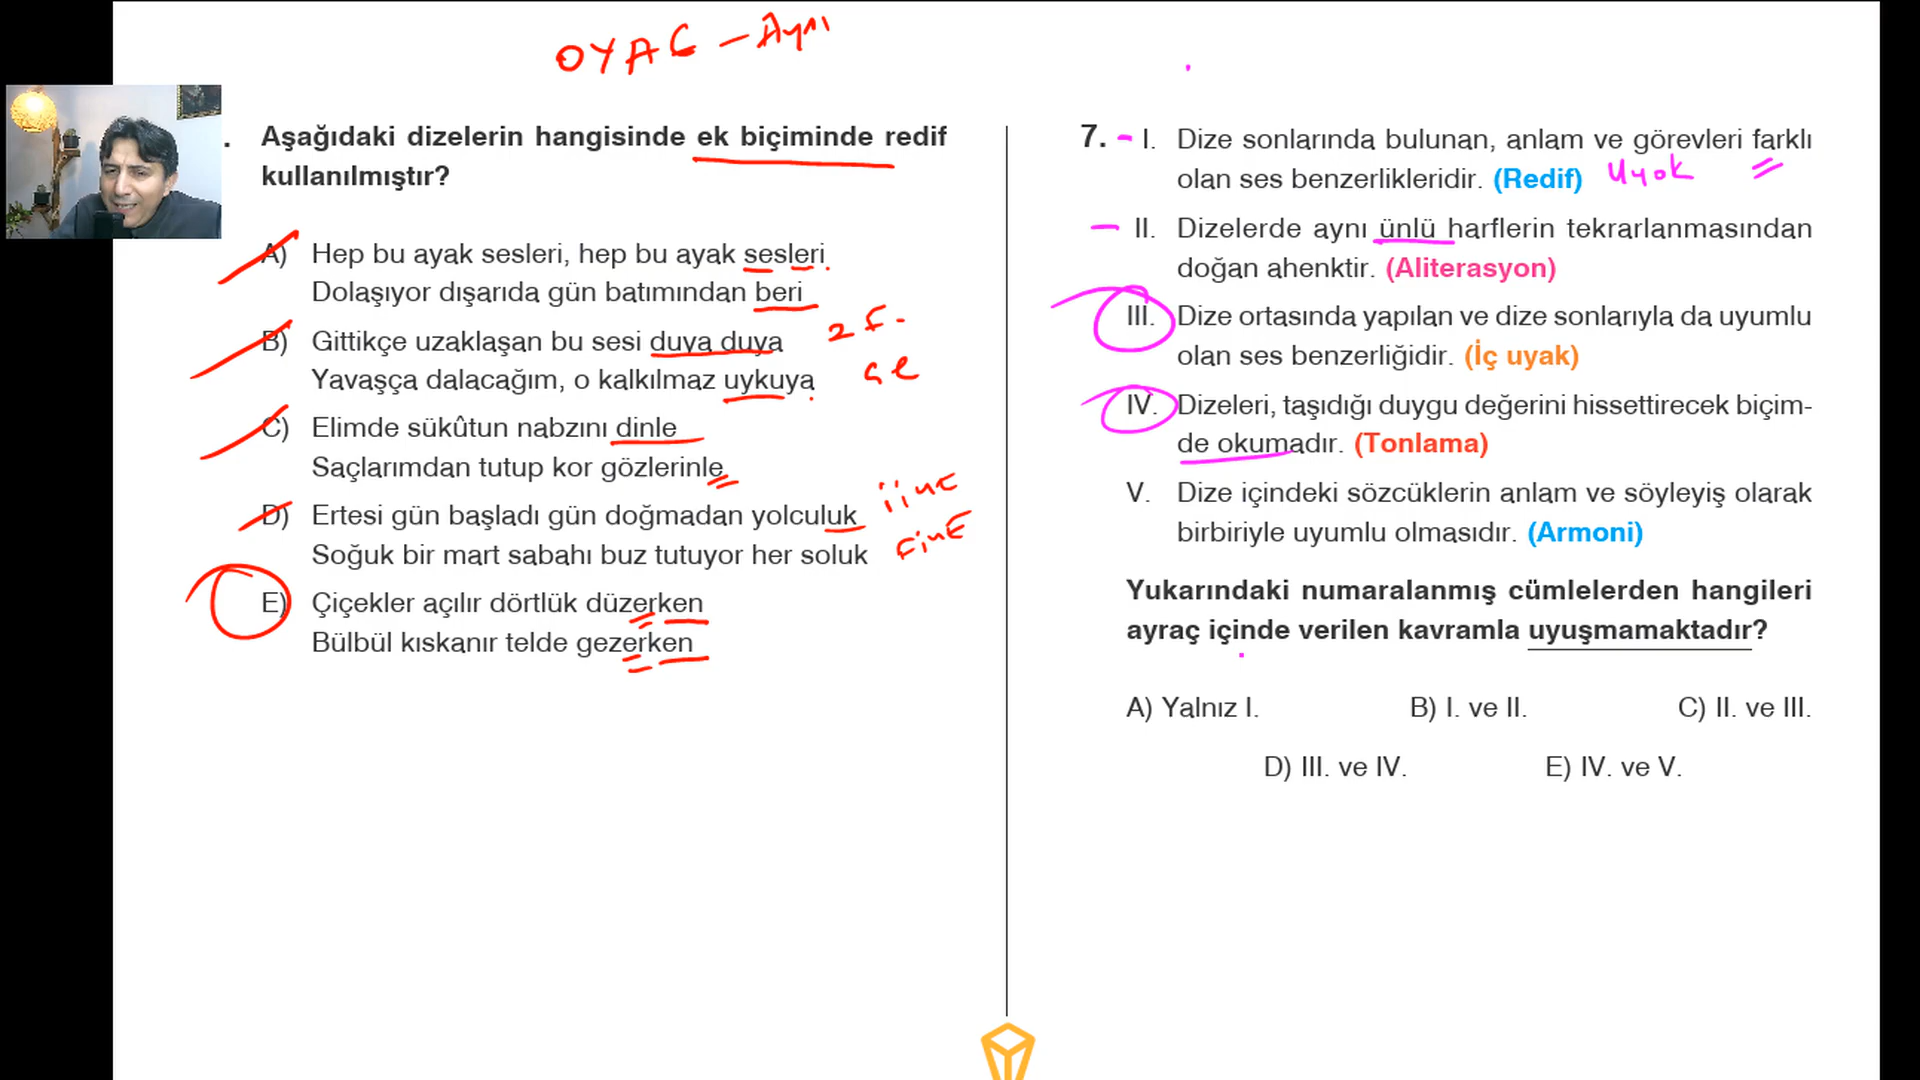 OYAC - Aynı
. Aşağıdaki dizelerin hangisinde ek biçiminde redif
kullanılmıştır?
A) Hep bu ayak sesleri, hep bu ayak sesleri
Dolaşıyor dışarıda gün batımından beri
B) Gittikçe uzaklaşan bu sesi duya duya
Yavaşça dalacağım, o kalkılmaz uykuya
C) Elimde sükûtun nabzını dinle
Saçlarımdan tutup kor gözlerinle
D) Ertesi gün başladı gün doğmadan yolculuk
Soğuk bir mart sabahı buz tutuyor her soluk
E) Çiçekler açılır dörtlük düzerken
Bülbül kıskanır telde gezerken
7. I. Dize sonlarında bulunan, anlam ve görevleri farklı
olan ses benzerlikleridir. (Redif) Uyak
II. Dizelerde aynı ünlü harflerin tekrarlanmasından
doğan ahenktir. (Aliterasyon)
III. Dize ortasında yapılan ve dize sonlarıyla da uyumlu
olan ses benzerliğidir. (İç uyak)
IV. Dizeleri, taşıdığı duygu değerini hissettirecek biçim-
de okumadır. (Tonlama)
V. Dize içindeki sözcüklerin anlam ve söyleyiş olarak
birbiriyle uyumlu olmasıdır. (Armoni)
Yukarındaki numaralanmış cümlelerden hangileri
ayraç içinde verilen kavramla uyuşmamaktadır?
A) Yalnız I. B) I. ve II. C) II. ve III.
D) III. ve IV. E) IV. ve V.